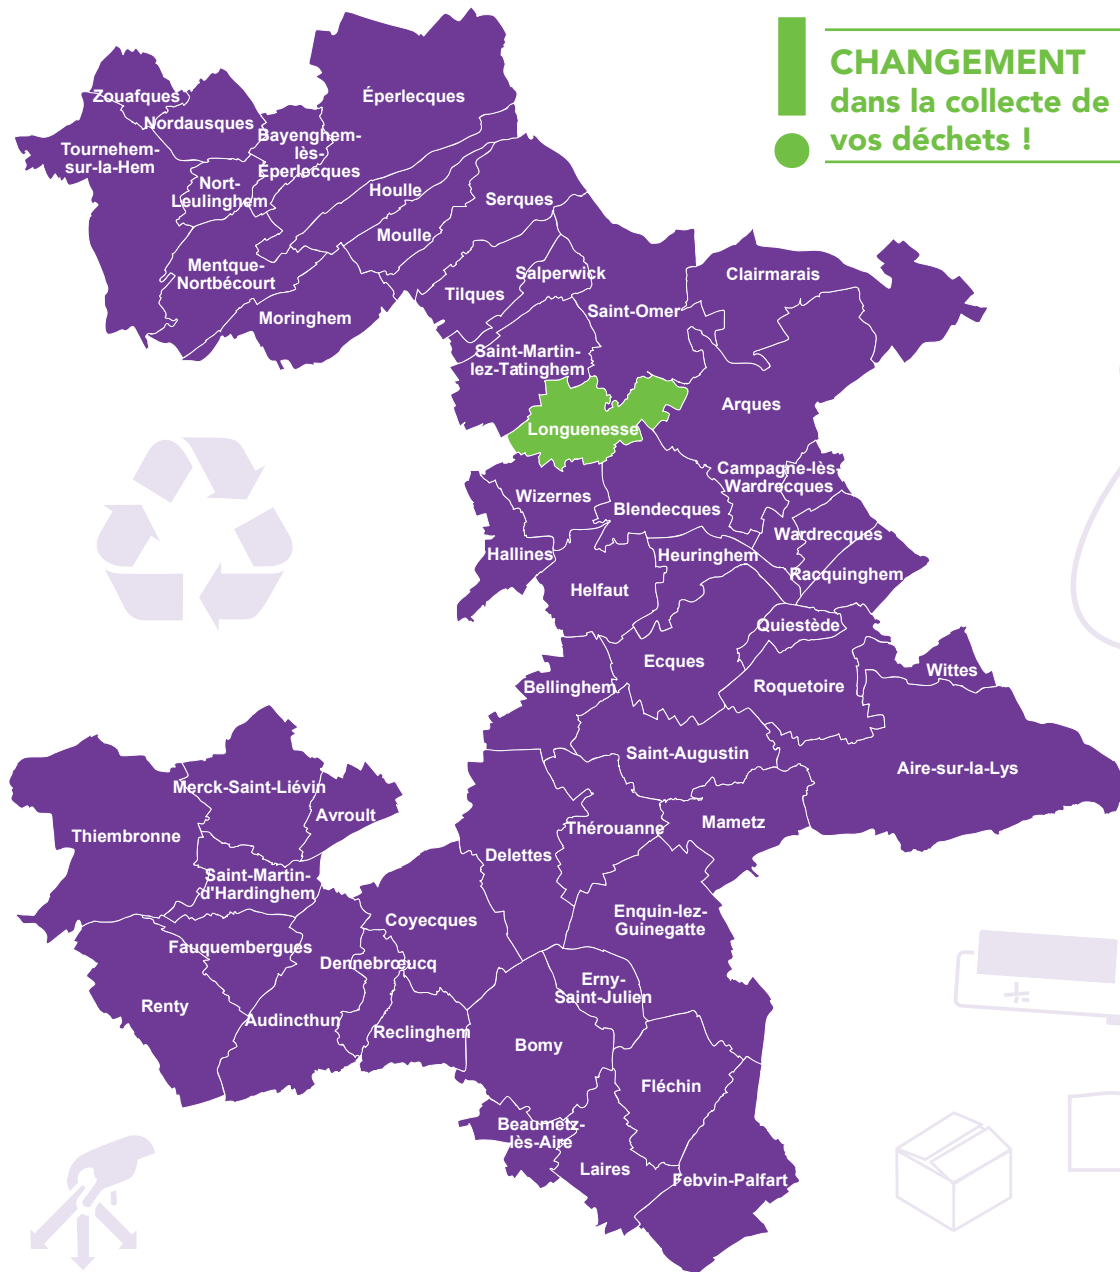 CHANGEMENT
dans la collecte de
vos déchets !
Éperlecques
Zouafques
Nordausques
Bayenghem-
lès-
Éperlecques
Tournehem-
sur-la-Hem
Nort-
Leulinghem
Houlle
Serques
Moulle
Mentque-
Nortbécourt
Salperwick
Clairmarais
Tilques
Saint-Omer
Moringhem
Saint-Martin-
lez-Tatinghem
Arques
Longuenesse
Campagne-lès-
Wardrecques
Wizernes
Blendecques
Wardrecques
Hallines
Heuringhem
Racquinghem
Helfaut
Quiestède
Ecques
Wittes
Bellinghem
Roquetoire
Saint-Augustin
Aire-sur-la-Lys
Merck-Saint-Liévin
Avroult
Thiembronne
Thérouanne
Mametz
Delettes
Saint-Martin-
d'Hardinghem
Coyecques
Enquin-lez-
Guinegatte
Fauquembergues
Dennebrœucq
Erny-
Saint-Julien
Renty
Audincthun
Reclinghem
Bomy
Fléchin
Beaumetz-
lès-Aire
Laires
Febvin-Palfart